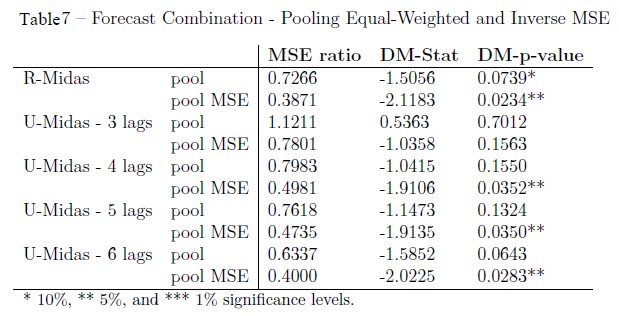 Table7 – Forecast Combination - Pooling Equal-Weighted and Inverse MSE
MSE ratio DM-Stat DM-p-value
R-Midas pool 0.7266 -1.5056 0.0739*
pool MSE 0.3871 -2.1183 0.0234**
U-Midas - 3 lags pool 1.1211 0.5363 0.7012
pool MSE 0.7801 -1.0358 0.1563
U-Midas - 4 lags pool 0.7983 -1.0415 0.1550
pool MSE 0.4981 -1.9106 0.0352**
U-Midas - 5 lags pool 0.7618 -1.1473 0.1324
pool MSE 0.4735 -1.9135 0.0350**
U-Midas - 6 lags pool 0.6337 -1.5852 0.0643
pool MSE 0.4000 -2.0225 0.0283**
* 10%, ** 5%, and *** 1% significance levels.